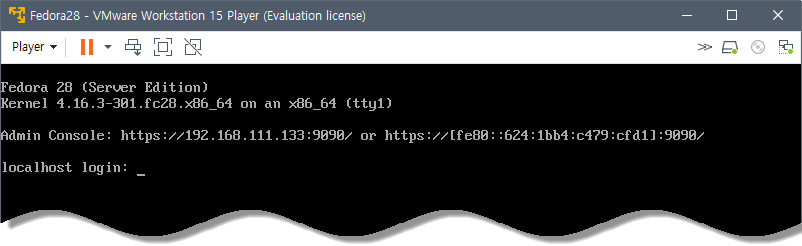 Fedora28 - VMware Workstation 15 Player (Evaluation license)
Player
Fedora 28 (Server Edition)
Kernel 4.16.3-301.fc28.x86_64 on an x86_64 (tty1)
Admin Console: https://192.168.111.133:9090/ or https://[fe80::624:1bb4:c479:cfd1]:9090/
localhost login: _